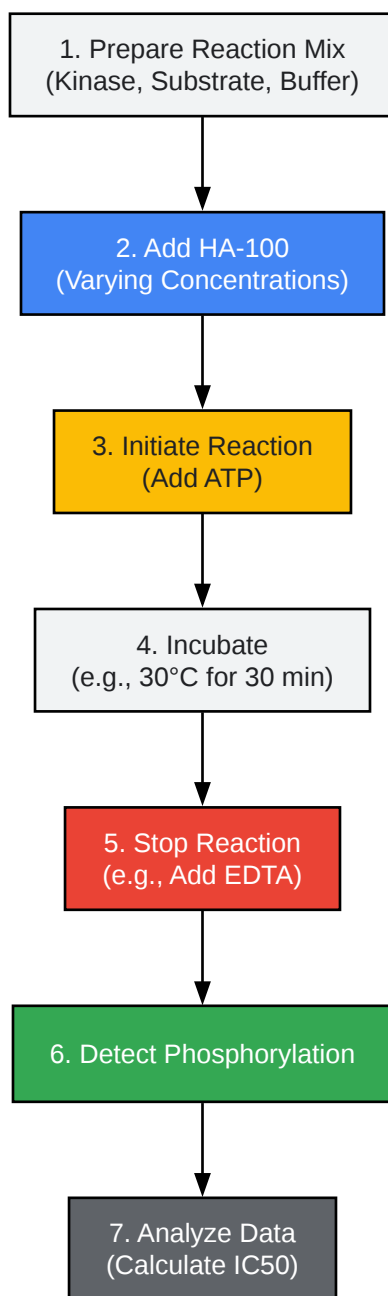 1. Prepare Reaction Mix
(Kinase, Substrate, Buffer)
2. Add HA-100
(Varying Concentrations)
3. Initiate Reaction
(Add ATP)
4. Incubate
(e.g., 30°C for 30 min)
5. Stop Reaction
(e.g., Add EDTA)
6. Detect Phosphorylation
7. Analyze Data
(Calculate IC50)